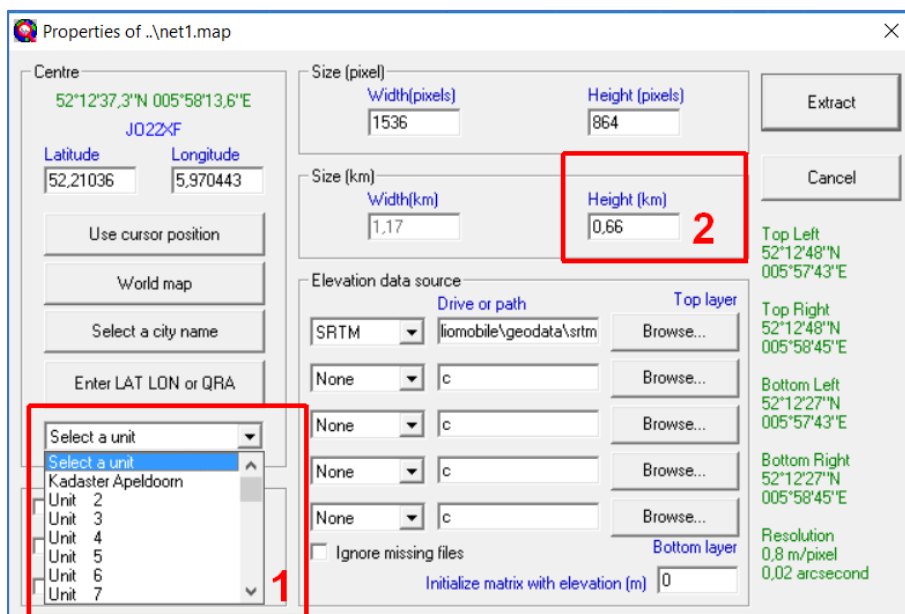 Properties of ..\net1.map
Centre
52°12'37,3''N 005°58'13,6''E
JO22XF
Latitude Longitude
52,21036 5,970443
Use cursor position
World map
Select a city name
Enter LAT LON or QRA
Select a unit
Select a unit
Kadaster Apeldoorn
Unit 2
Unit 3
Unit 4
Unit 5
Unit 6
Unit 7
1
Size (pixel)
Width(pixels) Height (pixels)
1536 864
Size (km)
Width(km) Height (km)
1,17 0,66
2
Elevation data source
Drive or path Top layer
SRTM liomobile\geodata\srtm Browse...
None c Browse...
None c Browse...
None c Browse...
None c Browse...
Ignore missing files Bottom layer
Initialize matrix with elevation (m) 0
Extract
Cancel
Top Left
52°12'48''N
005°57'43''E
Top Right
52°12'48''N
005°58'45''E
Bottom Left
52°12'27''N
005°57'43''E
Bottom Right
52°12'27''N
005°58'45''E
Resolution
0,8 m/pixel
0,02 arcsecond